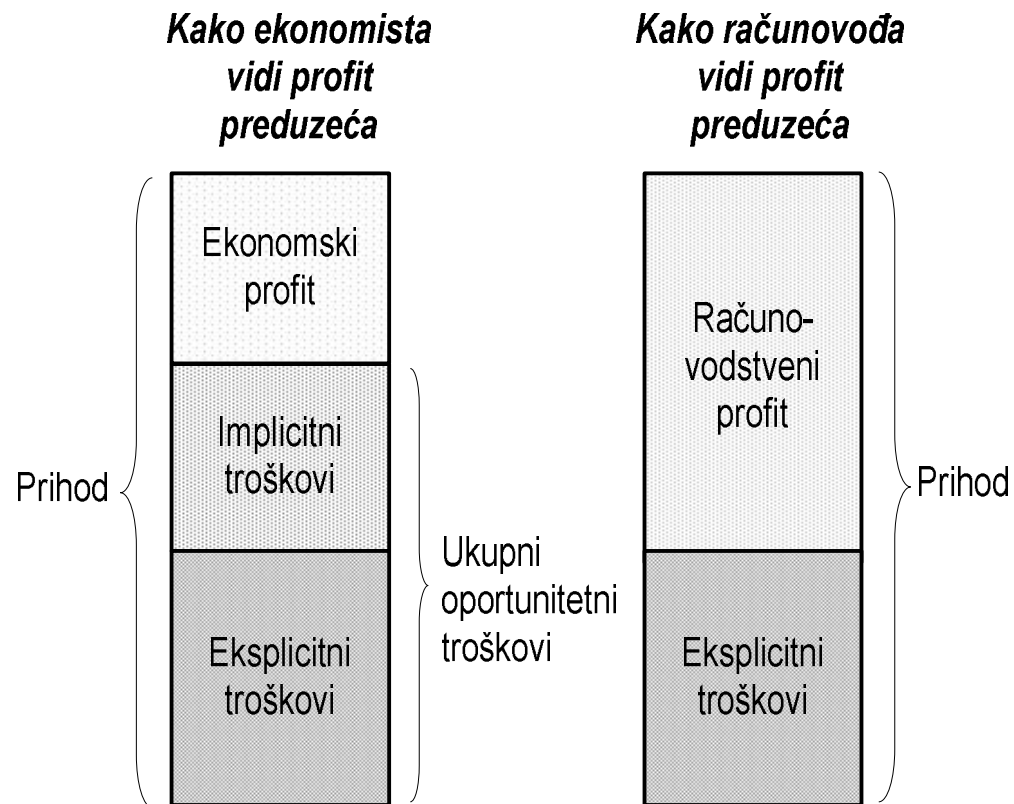 Kako ekonomista
vidi profit
preduzeća
Kako računovođa
vidi profit
preduzeća
Prihod
Ekonomski
profit
Implicitni
troškovi
Eksplicitni
troškovi
Ukupni
oportunitetni
troškovi
Računo-
vodstveni
profit
Eksplicitni
troškovi
Prihod